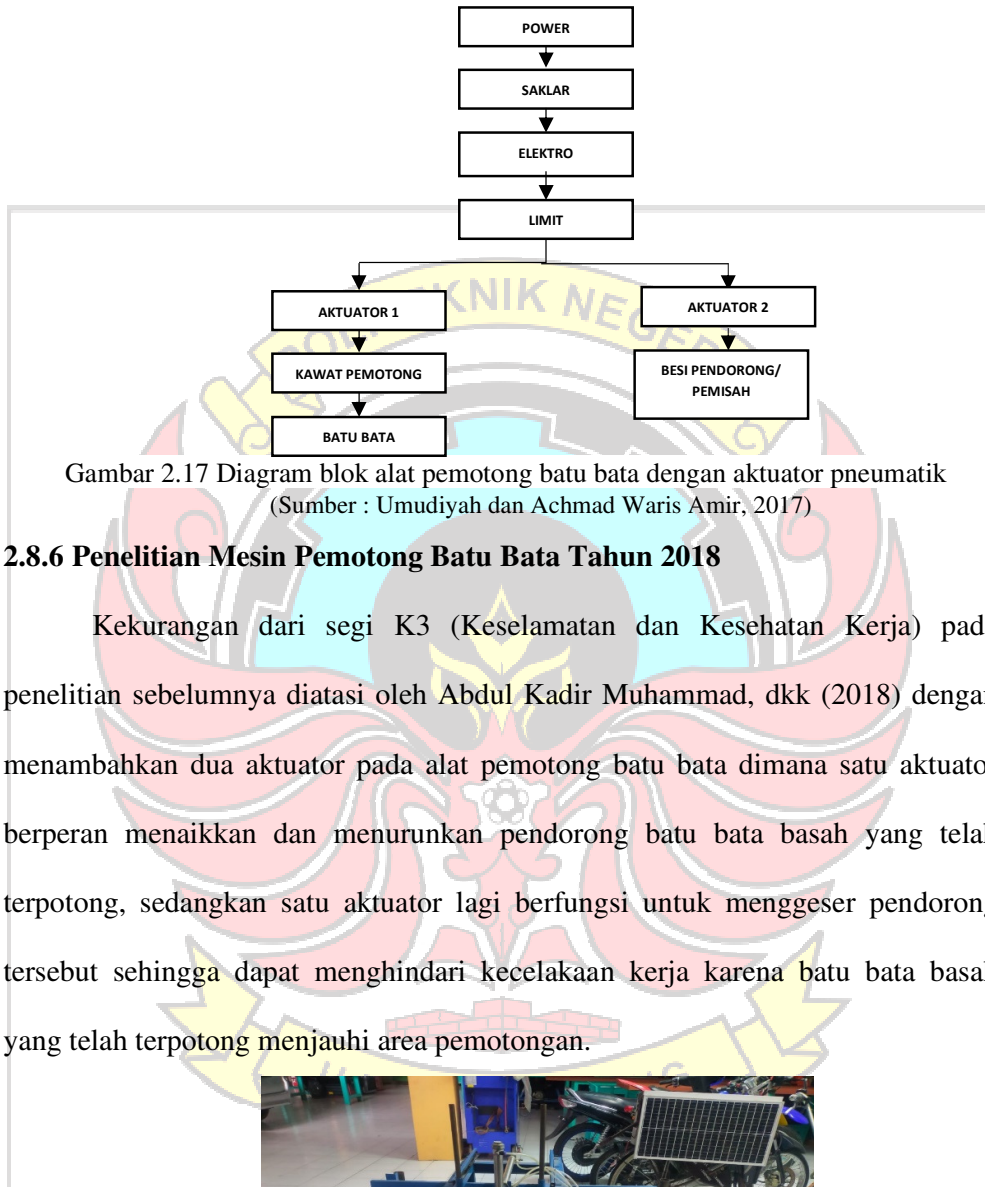 POWER
SAKLAR
ELEKTRO
LIMIT
AKTUATOR 1
AKTUATOR 2
KAWAT PEMOTONG
BESI PENDORONG/
PEMISAH
BATU BATA
Gambar 2.17 Diagram blok alat pemotong batu bata dengan aktuator pneumatik
(Sumber : Umudiyah dan Achmad Waris Amir, 2017)
2.8.6 Penelitian Mesin Pemotong Batu Bata Tahun 2018
Kekurangan dari segi K3 (Keselamatan dan Kesehatan Kerja) pad
penelitian sebelumnya diatasi oleh Abdul Kadir Muhammad, dkk (2018) dengan
menambahkan dua aktuator pada alat pemotong batu bata dimana satu aktuato
berperan menaikkan dan menurunkan pendorong batu bata basah yang tela
terpotong, sedangkan satu aktuator lagi berfungsi untuk menggeser pendorong
tersebut sehingga dapat menghindari kecelakaan kerja karena batu bata basa
yang telah terpotong menjauhi area pemotongan.